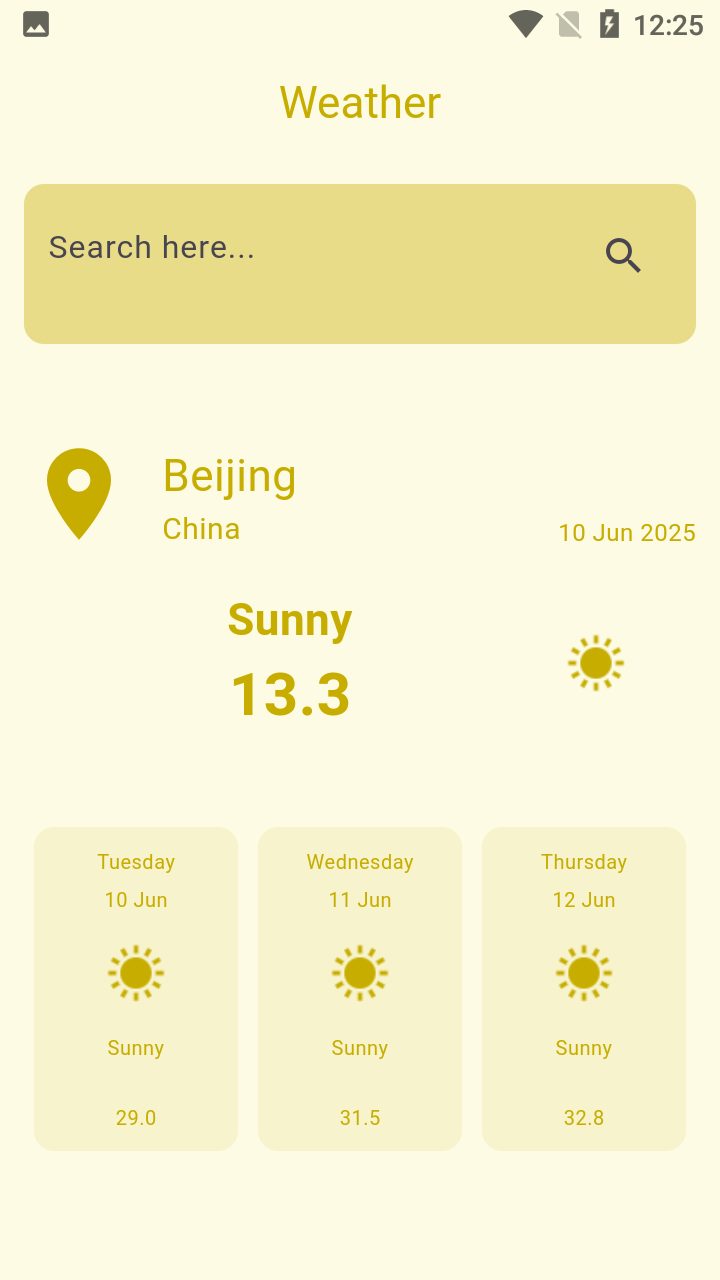 12:25
Weather
Search here...
Beijing
China
10 Jun 2025
Sunny
13.3
Tuesday
10 Jun
Sunny
29.0
Wednesday
11 Jun
Sunny
31.5
Thursday
12 Jun
Sunny
32.8